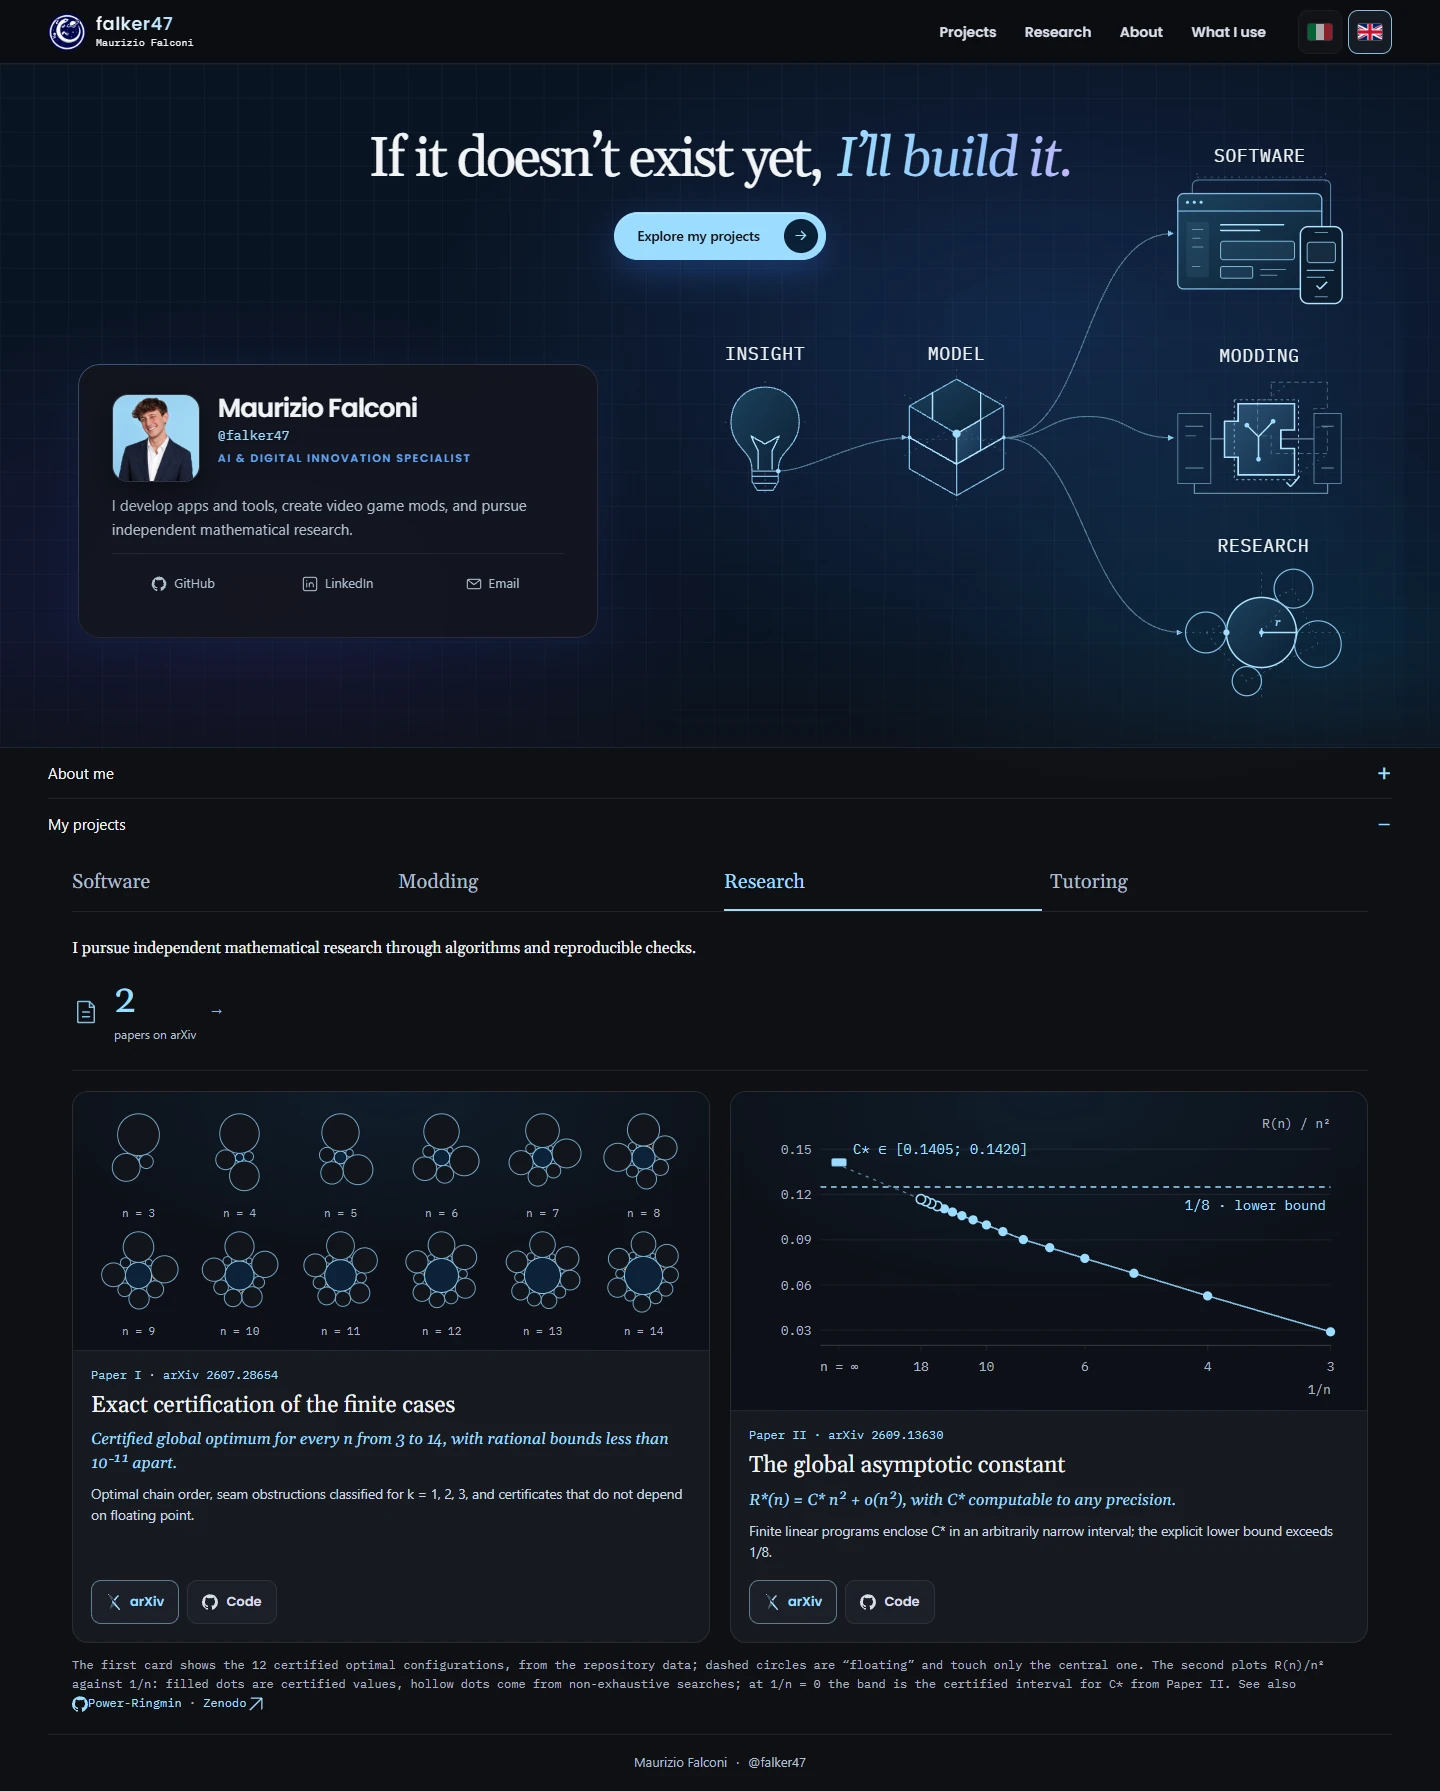 falker47
Maurizio Falconi
Projects
Research
About
What I use
If it doesn’t exist yet, I’ll build it.
Explore my projects →
SOFTWARE
INSIGHT
MODEL
MODDING
RESEARCH
r
Maurizio Falconi
@falker47
AI & DIGITAL INNOVATION SPECIALIST
I develop apps and tools, create video game mods, and pursue
independent mathematical research.
GitHub
LinkedIn
Email
About me +
My projects −
Software
Modding
Research
Tutoring
I pursue independent mathematical research through algorithms and reproducible checks.
2
papers on arXiv
→
n = 3
n = 4
n = 5
n = 6
n = 7
n = 8
n = 9
n = 10
n = 11
n = 12
n = 13
n = 14
Paper I · arXiv 2607.28654
Exact certification of the finite cases
Certified global optimum for every n from 3 to 14, with rational bounds less than
10⁻¹¹ apart.
Optimal chain order, seam obstructions classified for k = 1, 2, 3, and certificates that do not depend
on floating point.
arXiv
Code
R(n) / n²
0.15
C* ∈ [0.1405; 0.1420]
0.12
1/8 · lower bound
0.09
0.06
0.03
n = ∞
18
10
6
4
3
1/n
Paper II · arXiv 2609.13630
The global asymptotic constant
R*(n) = C* n² + o(n²), with C* computable to any precision.
Finite linear programs enclose C* in an arbitrarily narrow interval; the explicit lower bound exceeds
1/8.
arXiv
Code
The first card shows the 12 certified optimal configurations, from the repository data; dashed circles are “floating” and touch only the central one. The second plots R(n)/n²
against 1/n: filled dots are certified values, hollow dots come from non-exhaustive searches; at 1/n = 0 the band is the certified interval for C* from Paper II. See also
Power-Ringmin · Zenodo
Maurizio Falconi · @falker47